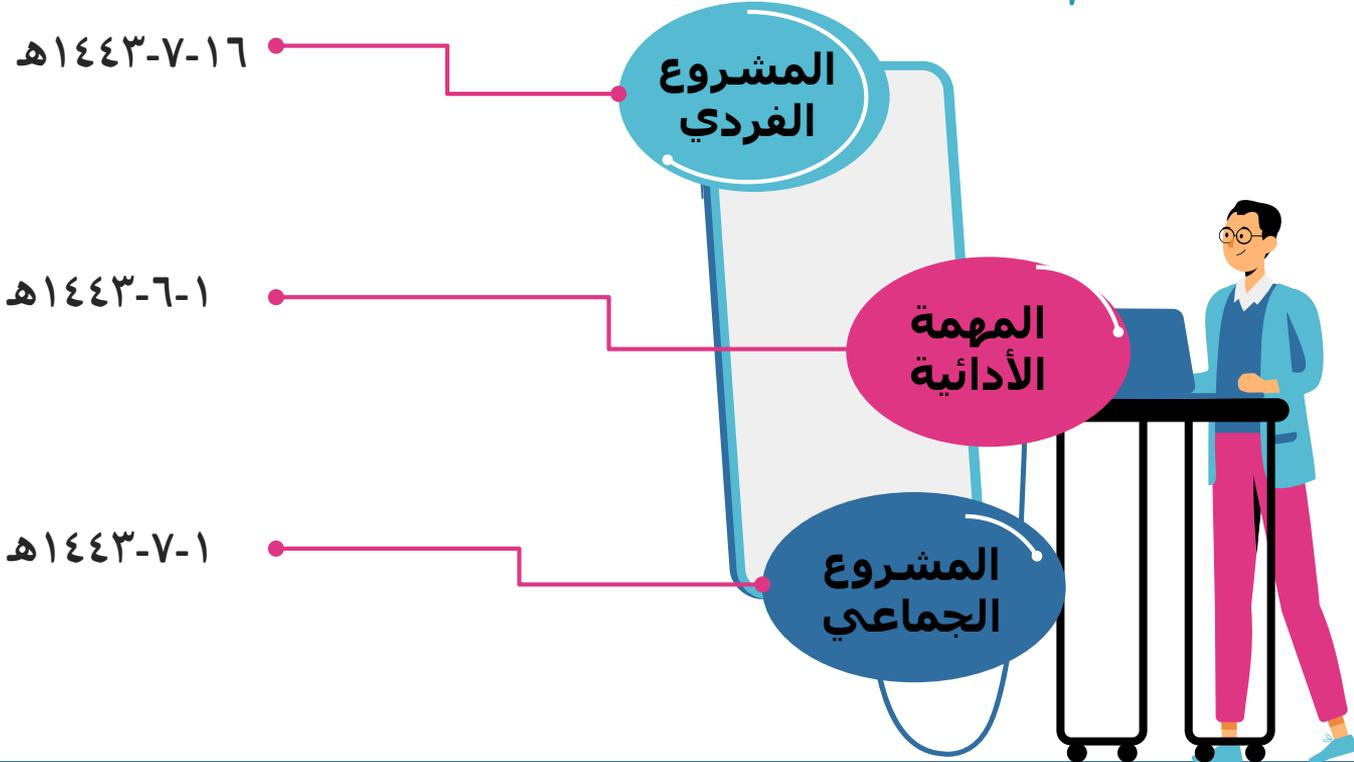 المشروع
الفردي
١٦-٧-١٤٤٣هـ
المهمة
الأدائية
١-٦-١٤٤٣هـ
المشروع
الجماعي
١-٧-١٤٤٣هـ